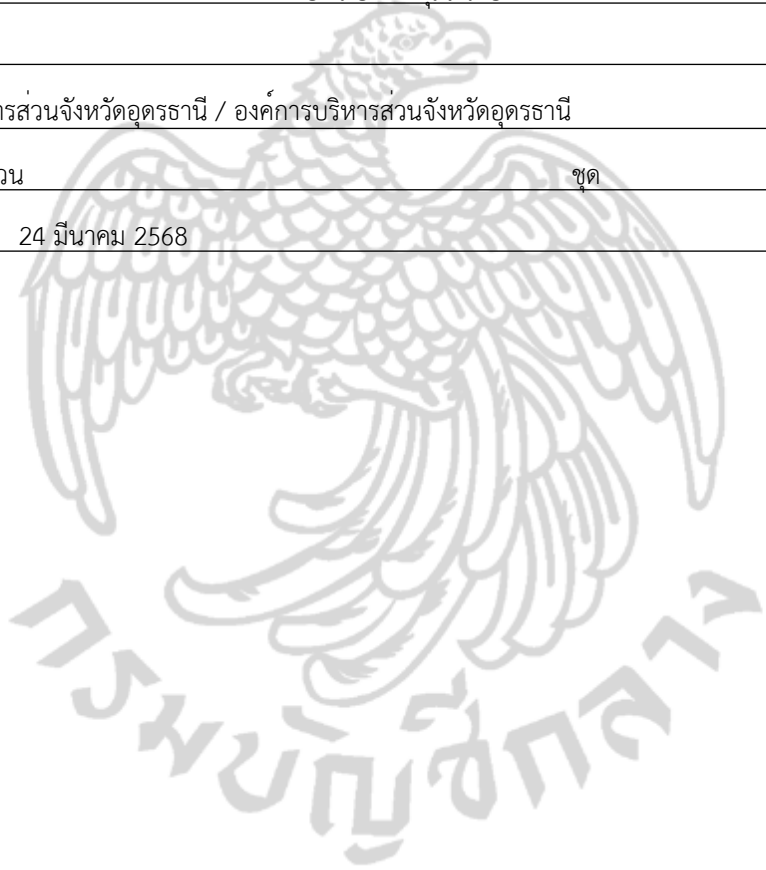 ารส่วนจังหวัดอุดรธานี / องค์การบริหารส่วนจังหวัดอุดรธานี
วน ชุด
24 มีนาคม 2568
กรมบัญชีกลาง